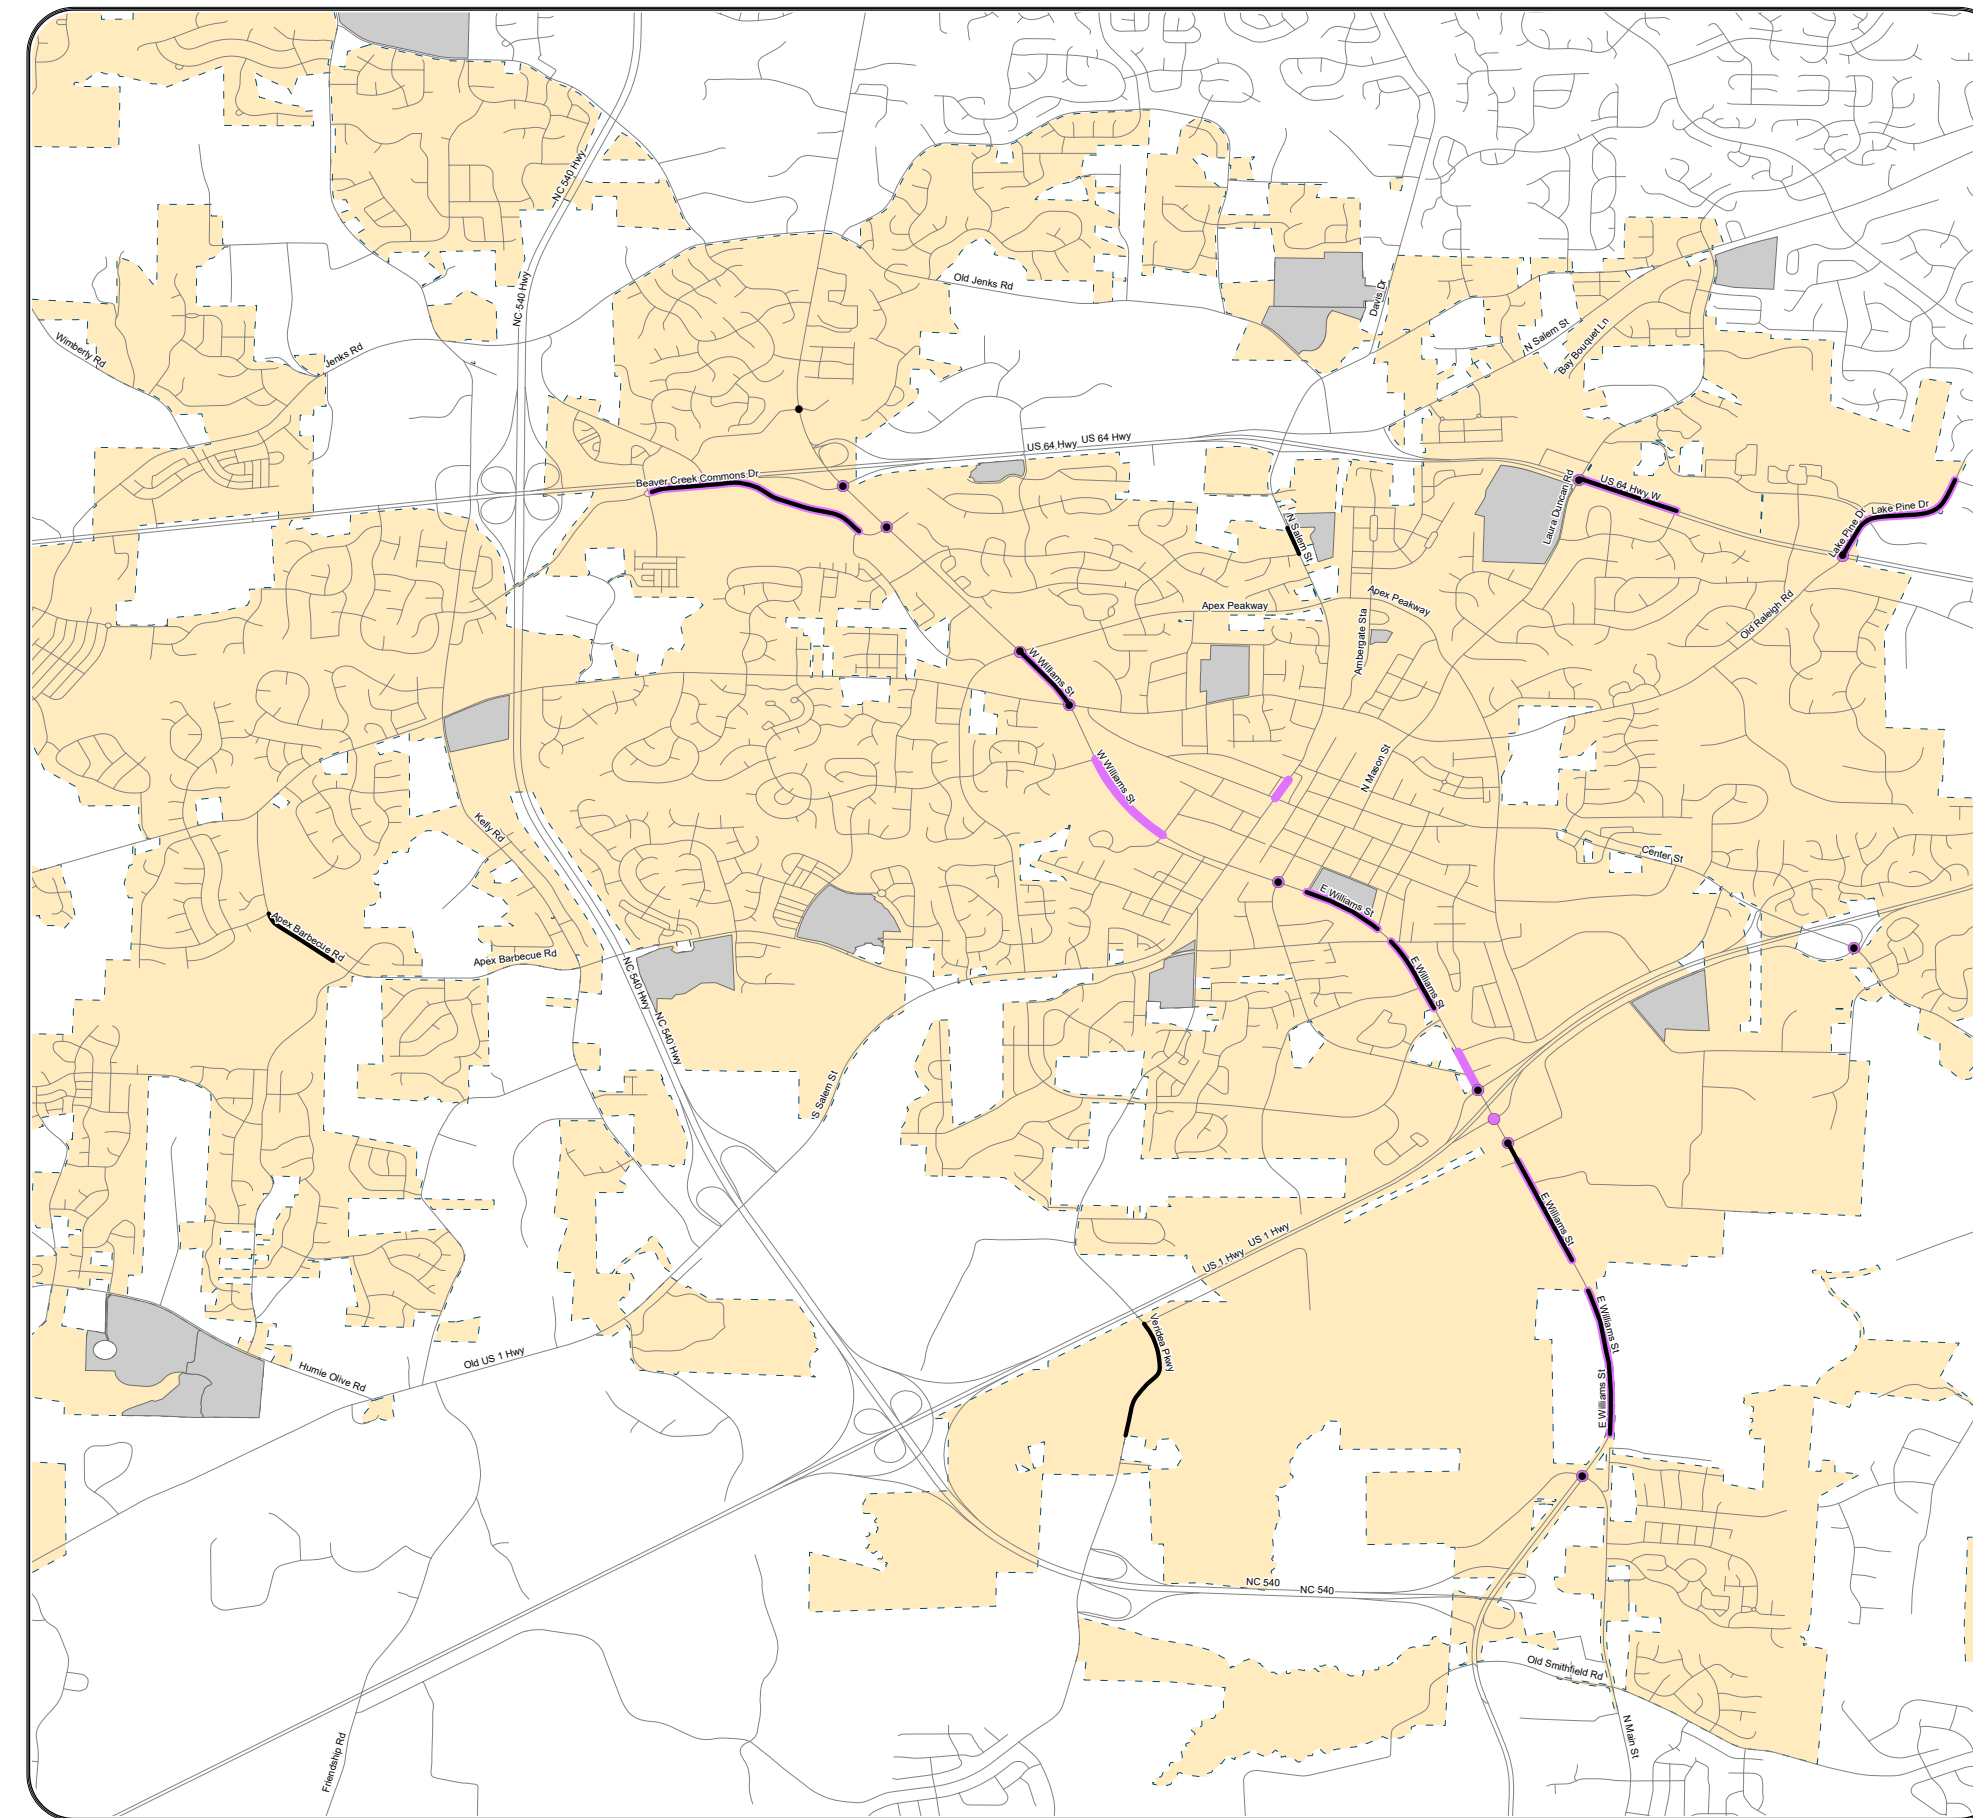 NC 540 Hwy
NC 540 Hwy
Old Jenks Rd
Davis Dr
Wimberly Rd
Jenks Rd
N Salem St
Bay Bouquet Ln
US 64 Hwy
US 64 Hwy
Beaver Creek Commons Dr
US 64 Hwy W
Laura Duncan Rd
Lake Pine Dr
Lake Pine Dr
N Salem St
Apex Peakway
Apex Peakway
Old Raleigh Rd
Ambergate Sta
W Williams St
W Williams St
N Mason St
Kelly Rd
Center St
E Williams St
Apex Barbecue Rd
Apex Barbecue Rd
NC 540 Hwy
E Williams St
NC 540 Hwy
S Salem St
E Williams St
US 1 Hwy
US 1 Hwy
Veridea Pkwy
E Williams St
Old US 1 Hwy
Humie Olive Rd
E Williams St
NC 540
NC 540
Old Smithfield Rd
N Main St
Friendship Rd